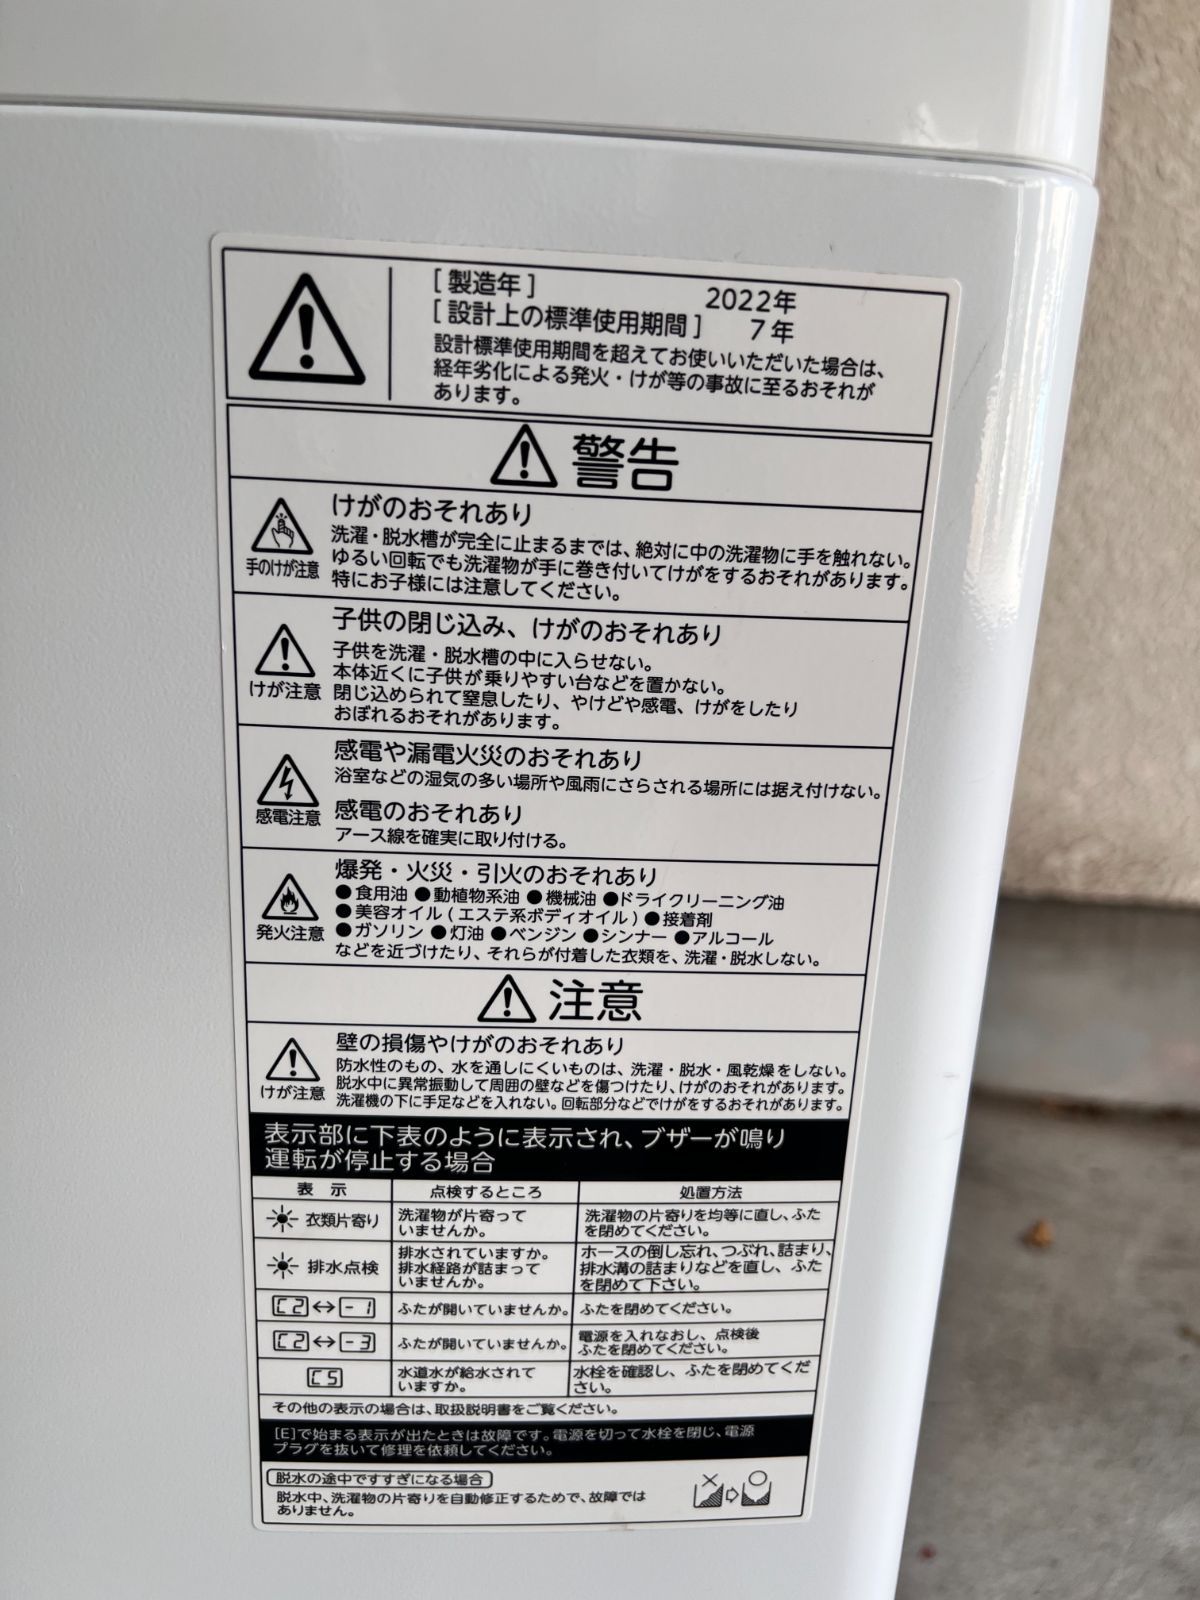 [ 製造年 ] 2022年
[ 設計上の標準使用期間 ] 7年
設計標準使用期間を超えてお使いいただいた場合は、
経年劣化による発火・けが等の事故に至るおそれが
あります。
警告
けがのおそれあり
洗濯・脱水槽が完全に止まるまでは、絶対に中の洗濯物に手を触れない。
ゆるい回転でも洗濯物が手に巻き付いてけがをするおそれがあります。
特にお子様には注意してください。
手のけが注意
子供の閉じ込み、けがのおそれあり
子供を洗濯・脱水槽の中に入らせない。
本体近くに子供が乗りやすい台などを置かない。
閉じ込められて窒息したり、やけどや感電、けがをしたり
おぼれるおそれがあります。
けが注意
感電や漏電火災のおそれあり
浴室などの湿気の多い場所や風雨にさらされる場所には据え付けない。
感電のおそれあり
アース線を確実に取り付ける。
感電注意
爆発・火災・引火のおそれあり
●食用油 ●動植物系油 ●機械油 ●ドライクリーニング油
●美容オイル(エステ系ボディオイル) ●接着剤
●ガソリン ●灯油 ●ベンジン ●シンナー ●アルコール
などを近づけたり、それらが付着した衣類を、洗濯・脱水しない。
発火注意
注意
壁の損傷やけがのおそれあり
防水性のもの、水を通しにくいものは、洗濯・脱水・風乾燥をしない。
脱水中に異常振動して周囲の壁などを傷つけたり、けがのおそれがあります。
洗濯機の下に手足などを入れない。回転部分などでけがをするおそれがあります。
けが注意
表示部に下表のように表示され、ブザーが鳴り
運転が停止する場合
表 示 点検するところ 処置方法
衣類片寄り 洗濯物が片寄って
いませんか。 洗濯物の片寄りを均等に直し、ふた
を閉めてください。
排水点検 排水されていますか。
排水経路が詰まって
いませんか。 ホースの倒し忘れ、つぶれ、詰まり、
排水溝の詰まりなどを直し、ふた
を閉めて下さい。
C2 ↔ -1 ふたが開いていませんか。 ふたを閉めてください。
C2 ↔ -3 ふたが開いていませんか。 電源を入れなおし、点検後
ふたを閉めてください。
C5 水道水が給水されて
いますか。 水栓を確認し、ふたを閉めてくだ
さい。
その他の表示の場合は、取扱説明書をご覧ください。
[E]で始まる表示が出たときは故障です。電源を切って水栓を閉じ、電源
プラグを抜いて修理を依頼してください。
脱水の途中ですすぎになる場合
脱水中、洗濯物の片寄りを自動修正するためで、故障では
ありません。